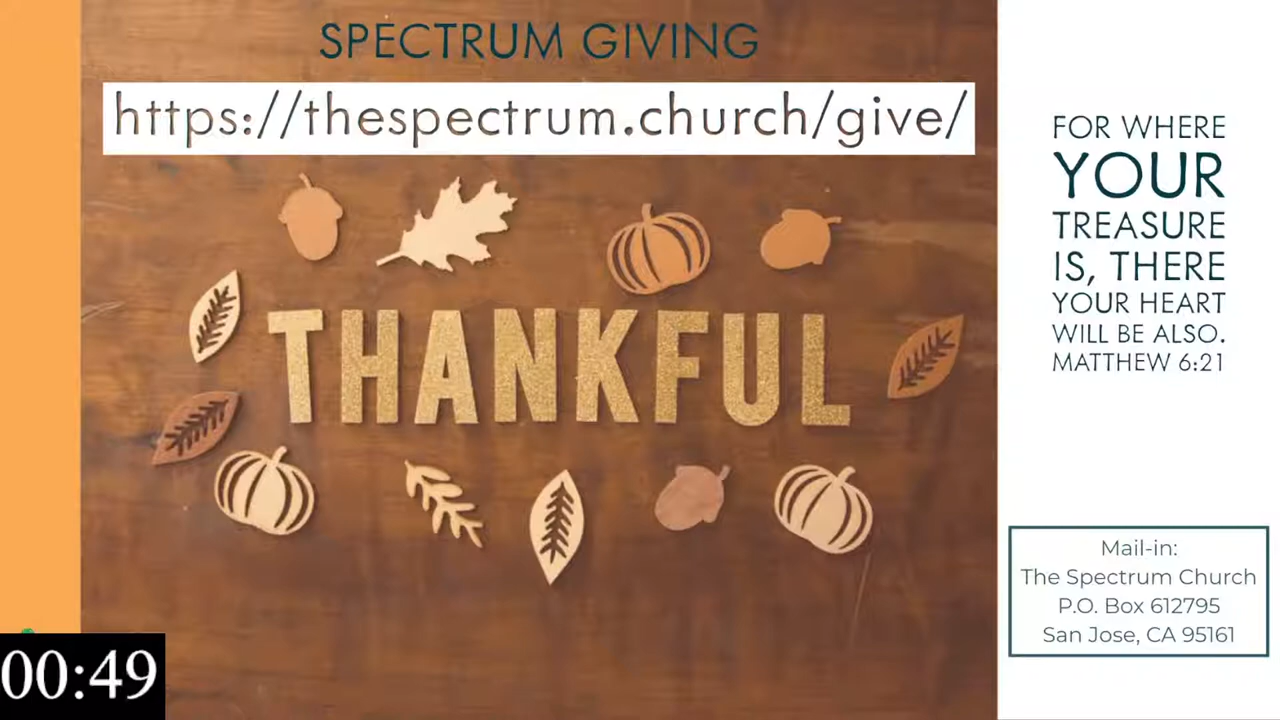 SPECTRUM GIVING
https://thespectrum.church/give/
THANKFUL
FOR WHERE
YOUR
TREASURE
IS, THERE
YOUR HEART
WILL BE ALSO.
MATTHEW 6:21
Mail-in:
The Spectrum Church
P.O. Box 612795
San Jose, CA 95161
00:49